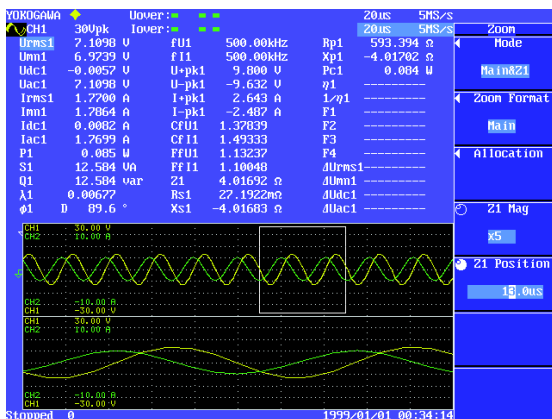 YOKOGAWA Uover: 20us 5MS/s
CH1 30Vpk Iover: 20us 5MS/s Zoom
Urms1 7.1098 V fU1 500.00kHz Rp1 593.394 Ω Mode
Umn1 6.9739 V fI1 500.00kHz Xp1 -4.01702 Ω
Udc1 -0.0057 V U+pk1 9.800 V Pc1 0.084 W Main&Z1
Uac1 7.1098 V U-pk1 -9.632 V η1 ---------
Irms1 1.7700 A I+pk1 2.643 A 1/η1 ---------
Imn1 1.7864 A I-pk1 -2.487 A F1 --------- Zoom Format
Idc1 0.0082 A CfU1 1.37839 F2 --------- Main
Iac1 1.7699 A CfI1 1.49333 F3 ---------
P1 0.085 W FfU1 1.13237 F4 --------- Allocation
S1 12.584 VA FfI1 1.10048 ΔUrms1 ---------
Q1 12.584 var Z1 4.01692 Ω ΔUmn1 ---------
λ1 0.00677 Rs1 27.1922mΩ ΔUdc1 ---------
φ1 D 89.6 ° Xs1 -4.01683 Ω ΔUac1 --------- Z1 Mag
CH1 30.00 V
CH2 10.00 A
x5
Z1 Position
13.0us
CH2 -10.00 A
CH1 -30.00 V
CH1 30.00 V
CH2 10.00 A
CH2 -10.00 A
CH1 -30.00 V
Stopped 0 1999/01/01 00:34:14